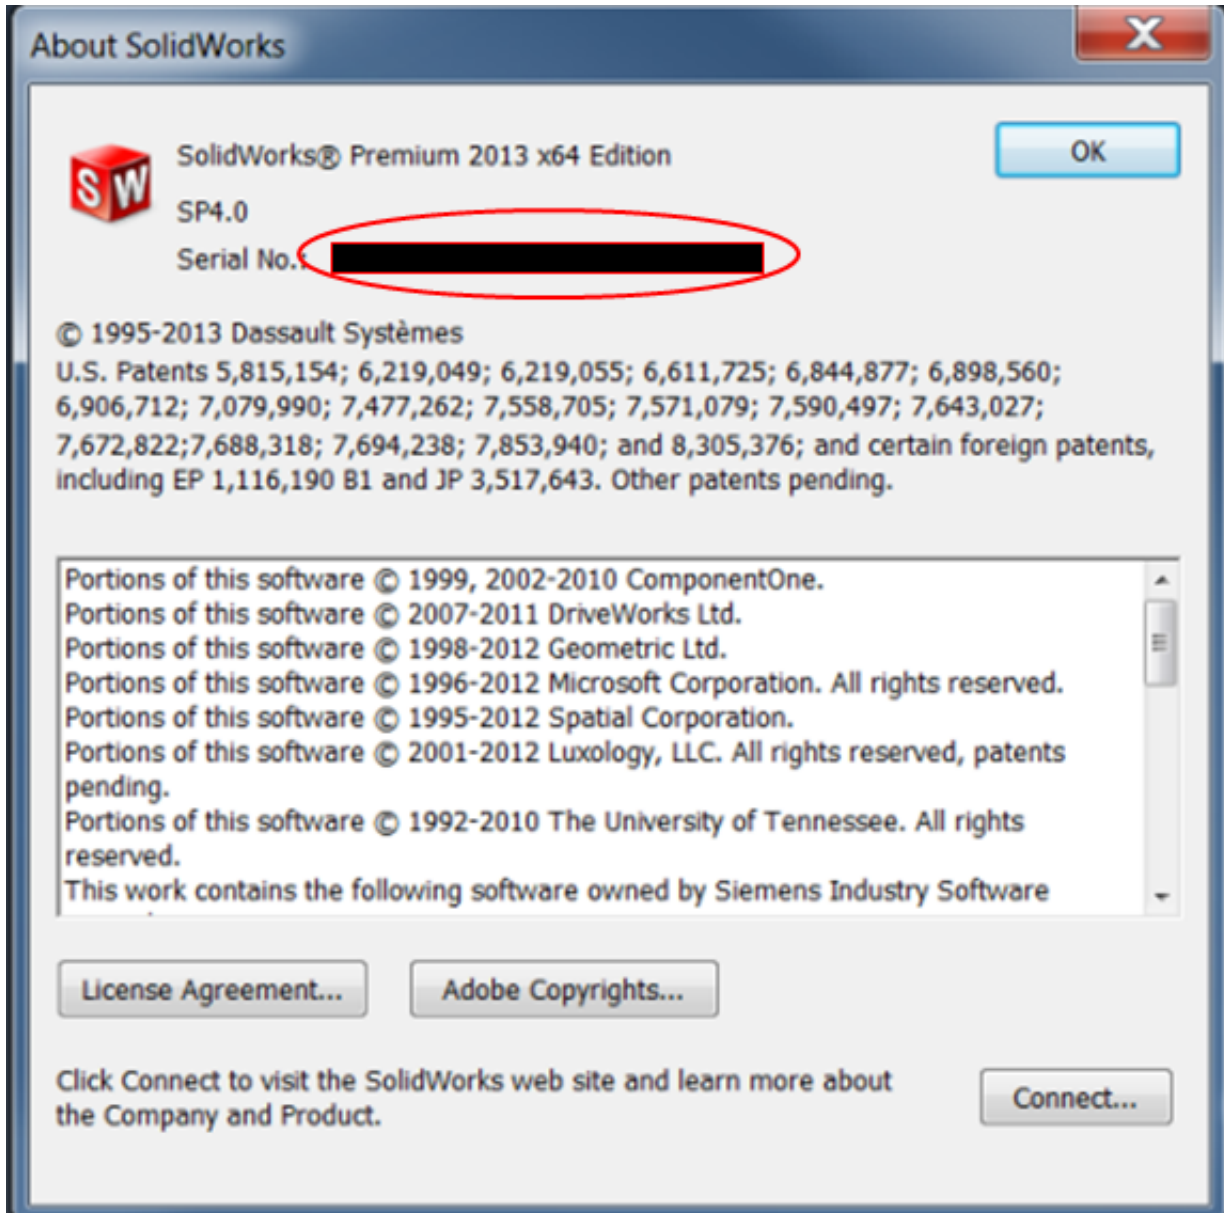 About SolidWorks
SW
SolidWorks® Premium 2013 x64 Edition
OK
SP4.0
Serial No.:
© 1995-2013 Dassault Systèmes
U.S. Patents 5,815,154; 6,219,049; 6,219,055; 6,611,725; 6,844,877; 6,898,560;
6,906,712; 7,079,990; 7,477,262; 7,558,705; 7,571,079; 7,590,497; 7,643,027;
7,672,822;7,688,318; 7,694,238; 7,853,940; and 8,305,376; and certain foreign patents,
including EP 1,116,190 B1 and JP 3,517,643. Other patents pending.
Portions of this software © 1999, 2002-2010 ComponentOne.
Portions of this software © 2007-2011 DriveWorks Ltd.
Portions of this software © 1998-2012 Geometric Ltd.
Portions of this software © 1996-2012 Microsoft Corporation. All rights reserved.
Portions of this software © 1995-2012 Spatial Corporation.
Portions of this software © 2001-2012 Luxology, LLC. All rights reserved, patents
pending.
Portions of this software © 1992-2010 The University of Tennessee. All rights
reserved.
This work contains the following software owned by Siemens Industry Software
License Agreement...
Adobe Copyrights...
Click Connect to visit the SolidWorks web site and learn more about
the Company and Product.
Connect...